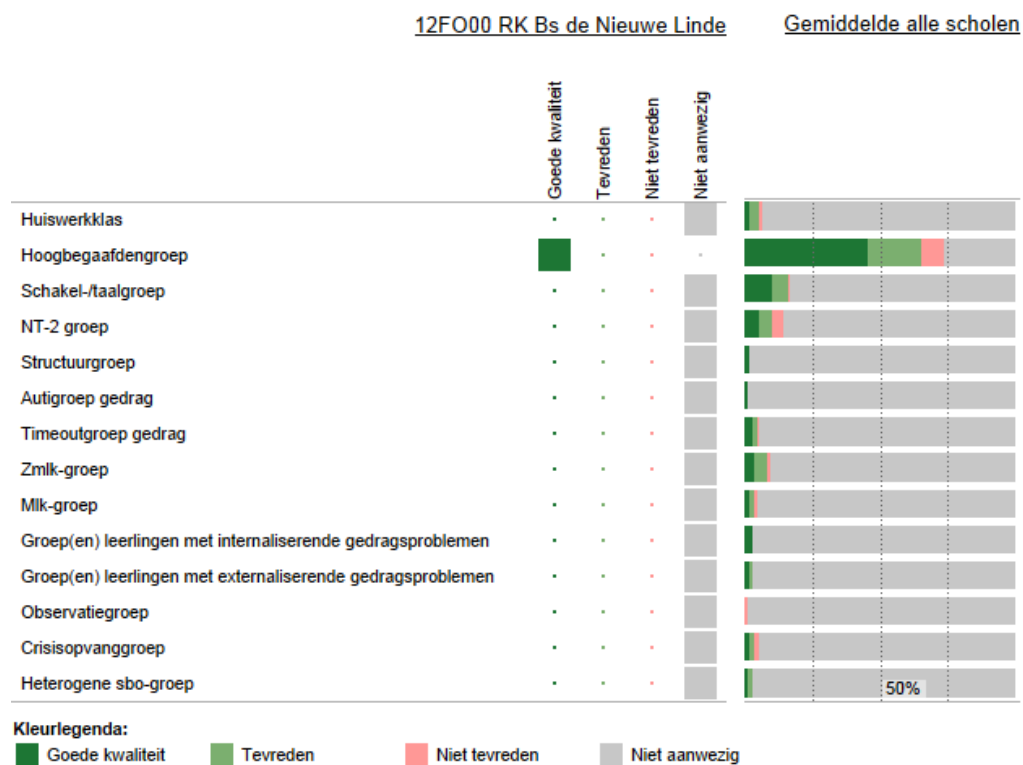 12FO00 RK Bs de Nieuwe Linde Gemiddelde alle scholen
Goede kwaliteit
Tevreden
Niet tevreden
Niet aanwezig
Huiswerkklas
Hoogbegaafdengroep
Schakel-/taalgroep
NT-2 groep
Structuurgroep
Autigroep gedrag
Timeoutgroep gedrag
Zmlk-groep
Mlk-groep
Groep(en) leerlingen met internaliserende gedragsproblemen
Groep(en) leerlingen met externaliserende gedragsproblemen
Observatiegroep
Crisisopvanggroep
Heterogene sbo-groep 50%
Kleurlegenda:
Goede kwaliteit Tevreden Niet tevreden Niet aanwezig